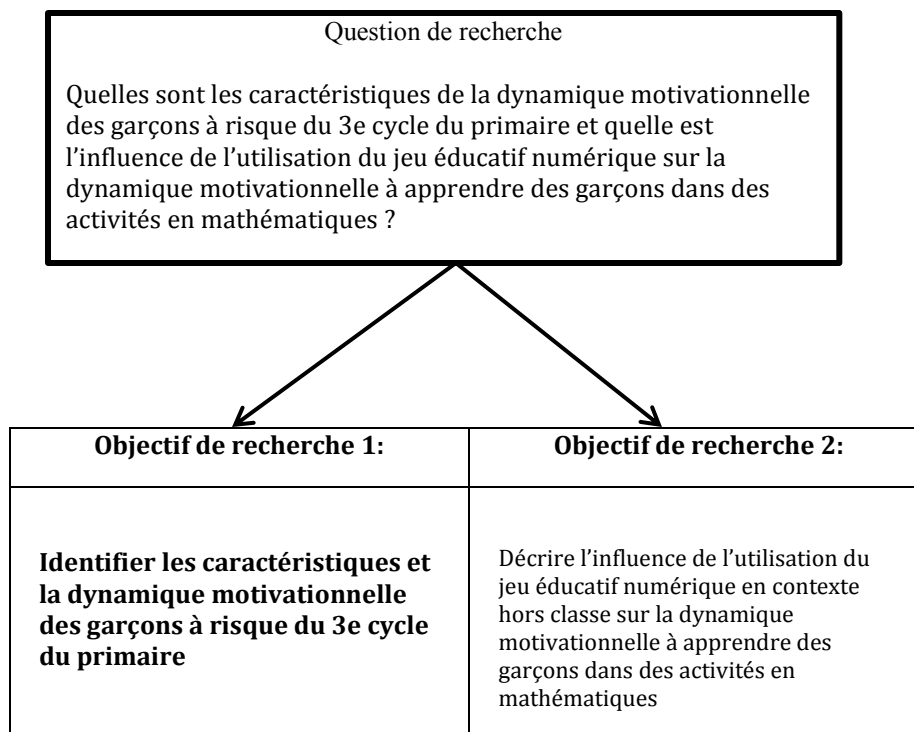 Question de recherche
Quelles sont les caractéristiques de la dynamique motivationnelle
des garçons à risque du 3e cycle du primaire et quelle est
l’influence de l’utilisation du jeu éducatif numérique sur la
dynamique motivationnelle à apprendre des garçons dans des
activités en mathématiques ?
Objectif de recherche 1:
Objectif de recherche 2:
Identifier les caractéristiques et
la dynamique motivationnelle
des garçons à risque du 3e cycle
du primaire
Décrire l’influence de l’utilisation du
jeu éducatif numérique en contexte
hors classe sur la dynamique
motivationnelle à apprendre des
garçons dans des activités en
mathématiques